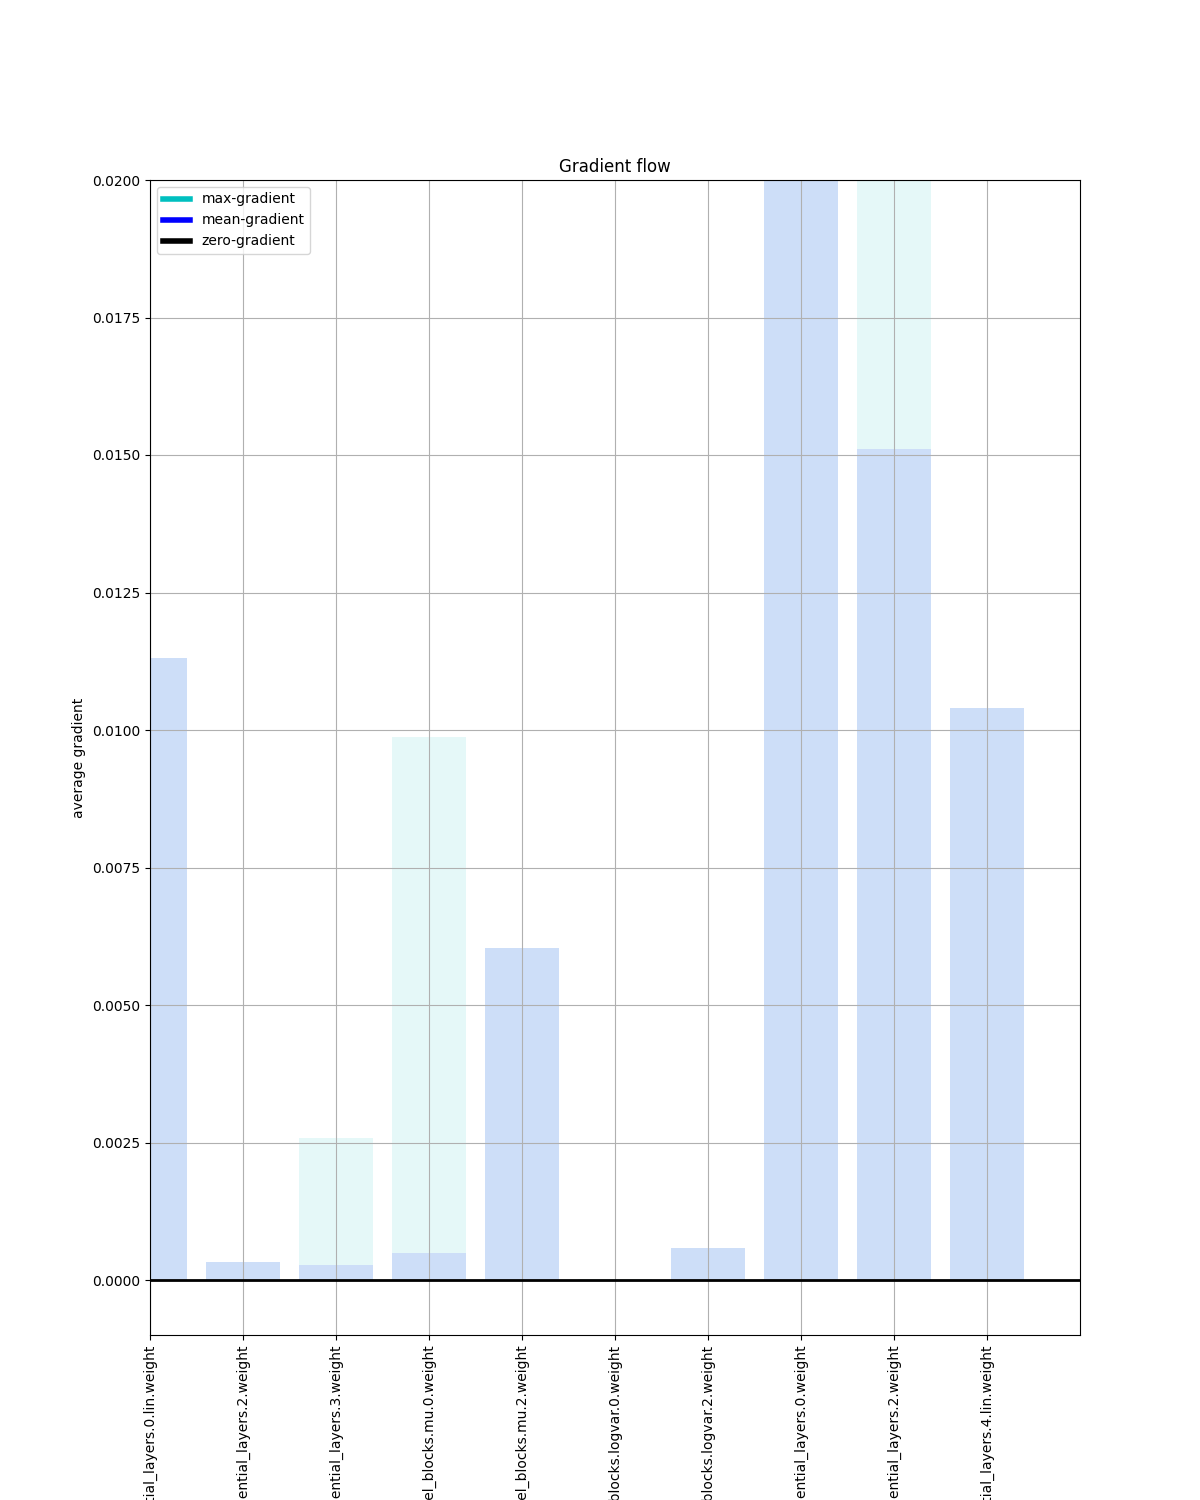 Gradient flow
max-gradient
mean-gradient
zero-gradient
0.0200
0.0175
0.0150
0.0125
0.0100
0.0075
0.0050
0.0025
0.0000
average gradient
tial_layers.0.lin.weight
ential_layers.2.weight
ential_layers.3.weight
el_blocks.mu.0.weight
el_blocks.mu.2.weight
blocks.logvar.0.weight
blocks.logvar.2.weight
ential_layers.0.weight
ential_layers.2.weight
tial_layers.4.lin.weight